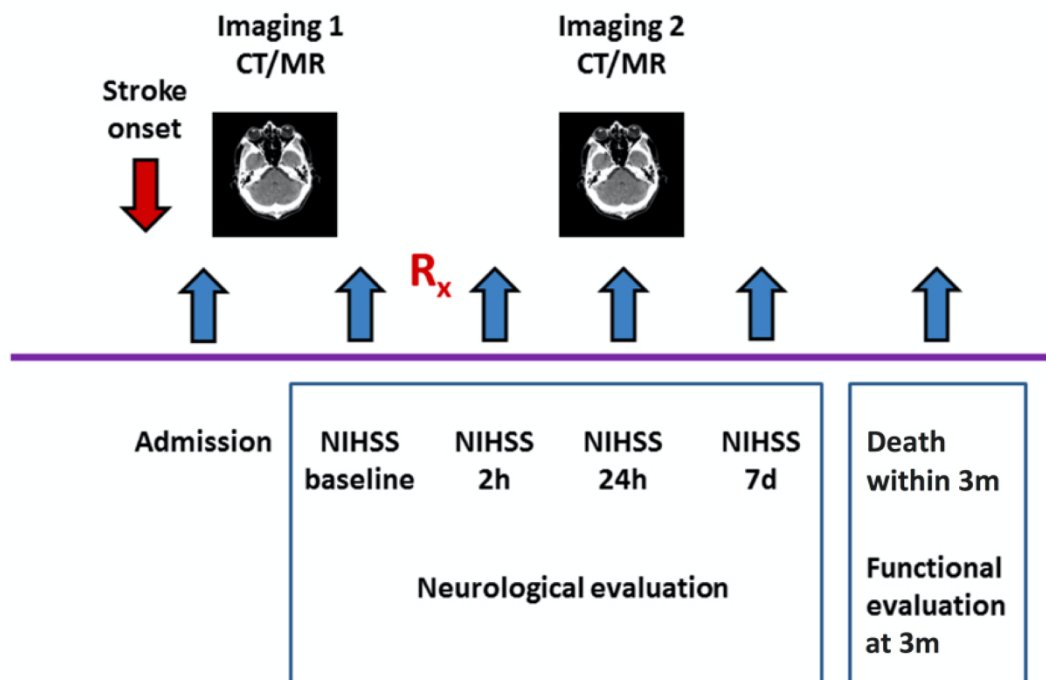 Imaging 1
CT/MR
Imaging 2
CT/MR
Stroke
onset
Rx
Admission
NIHSS
baseline
NIHSS
2h
NIHSS
24h
NIHSS
7d
Death
within 3m
Neurological evaluation
Functional
evaluation
at 3m